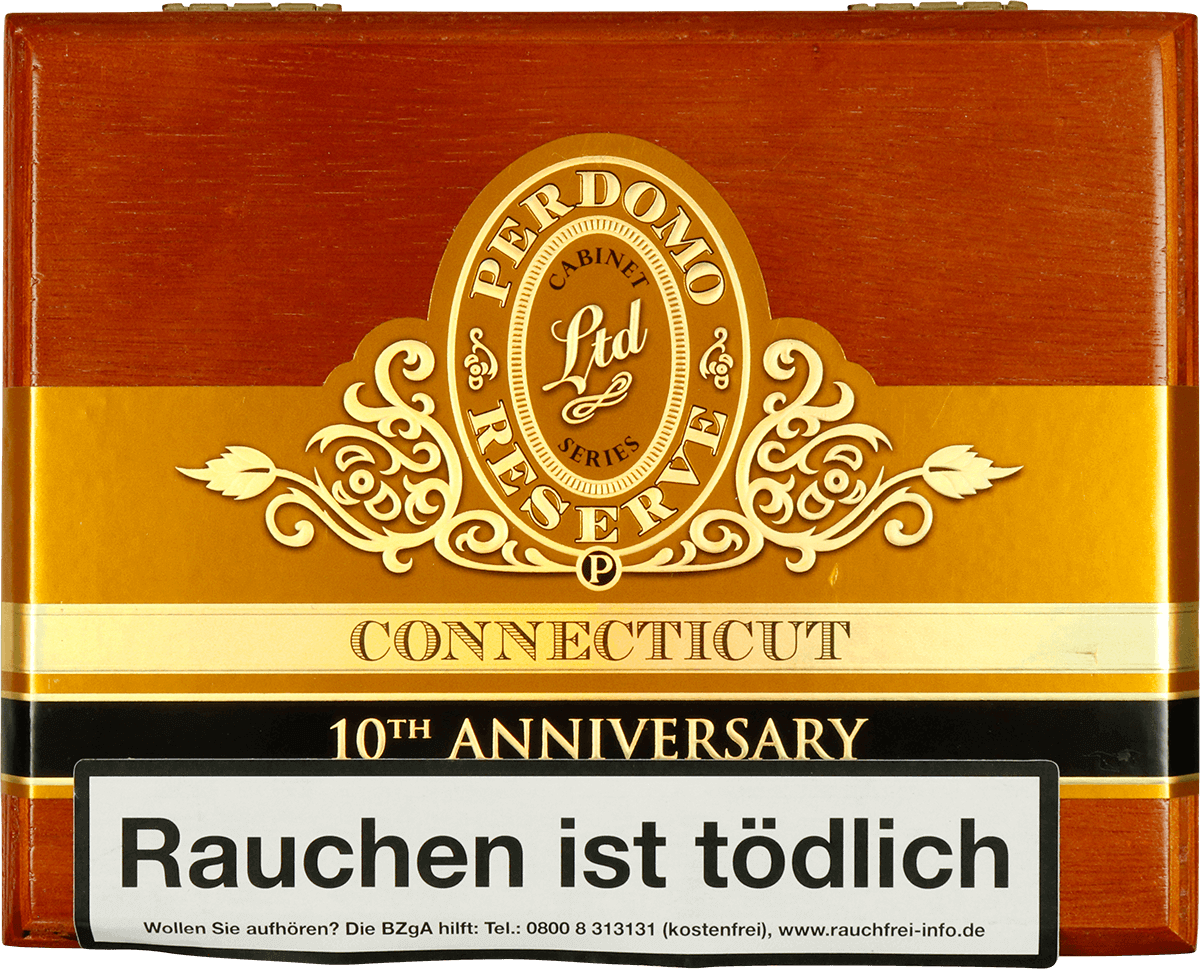 PERDOMO
CABINET
Ltd
SERIES
RESERVE
P
CONNECTICUT
10TH ANNIVERSARY
Rauchen ist tödlich
Wollen Sie aufhören? Die BZgA hilft: Tel.: 0800 8 313131 (kostenfrei), www.rauchfrei-info.de